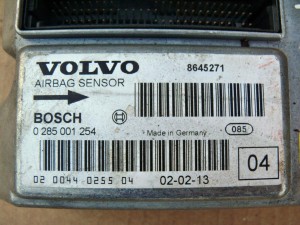 VOLVO
8645271
AIRBAG SENSOR
BOSCH
0 285 001 254
Made in Germany
085
04
02 0044 0255 04
02-02-13